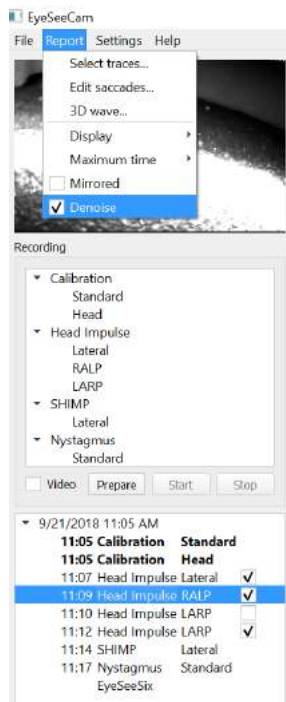 EyeSeeCam
File Report Settings Help
Select traces...
Edit saccades...
3D wave...
Display
Maximum time
Mirrored
Denoise
Recording
Calibration
Standard
Head
Head Impulse
Lateral
RALP
LARP
SHIMP
Lateral
Nystagmus
Standard
Video Prepare Start Stop
9/21/2018 11:05 AM
11:05 Calibration Standard
11:05 Calibration Head
11:07 Head Impulse Lateral
11:09 Head Impulse RALP
11:10 Head Impulse LARP
11:12 Head Impulse LARP
11:14 SHIMP Lateral
11:17 Nystagmus Standard
EyeSeeSix